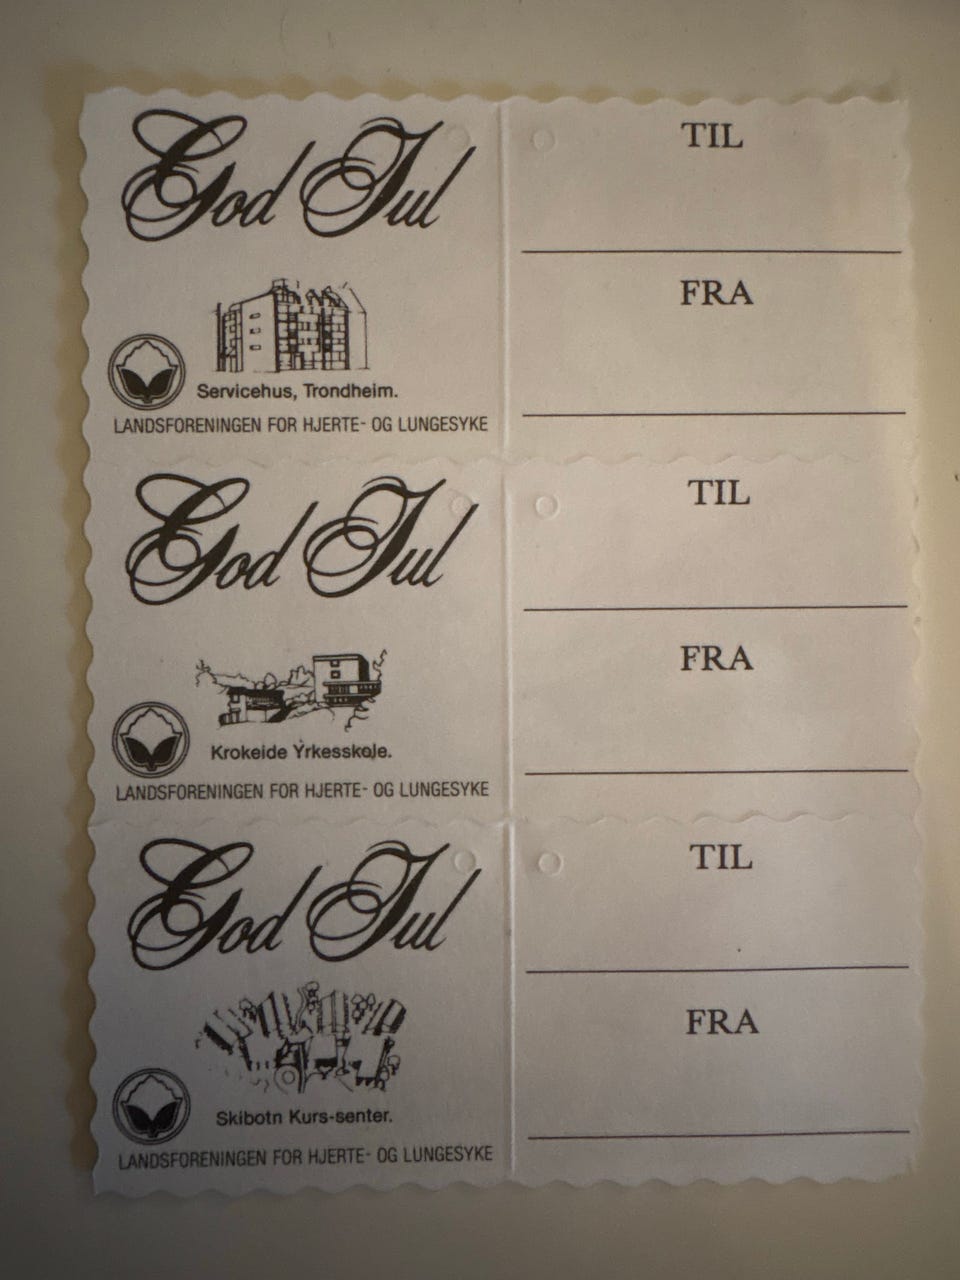 God Jul
Servicehus, Trondheim.
LANDSFORENINGEN FOR HJERTE- OG LUNGESYKE
TIL
FRA
God Jul
Krokeide Yrkesskole.
LANDSFORENINGEN FOR HJERTE- OG LUNGESYKE
TIL
FRA
God Jul
Skibotn Kurs-senter.
LANDSFORENINGEN FOR HJERTE- OG LUNGESYKE
TIL
FRA